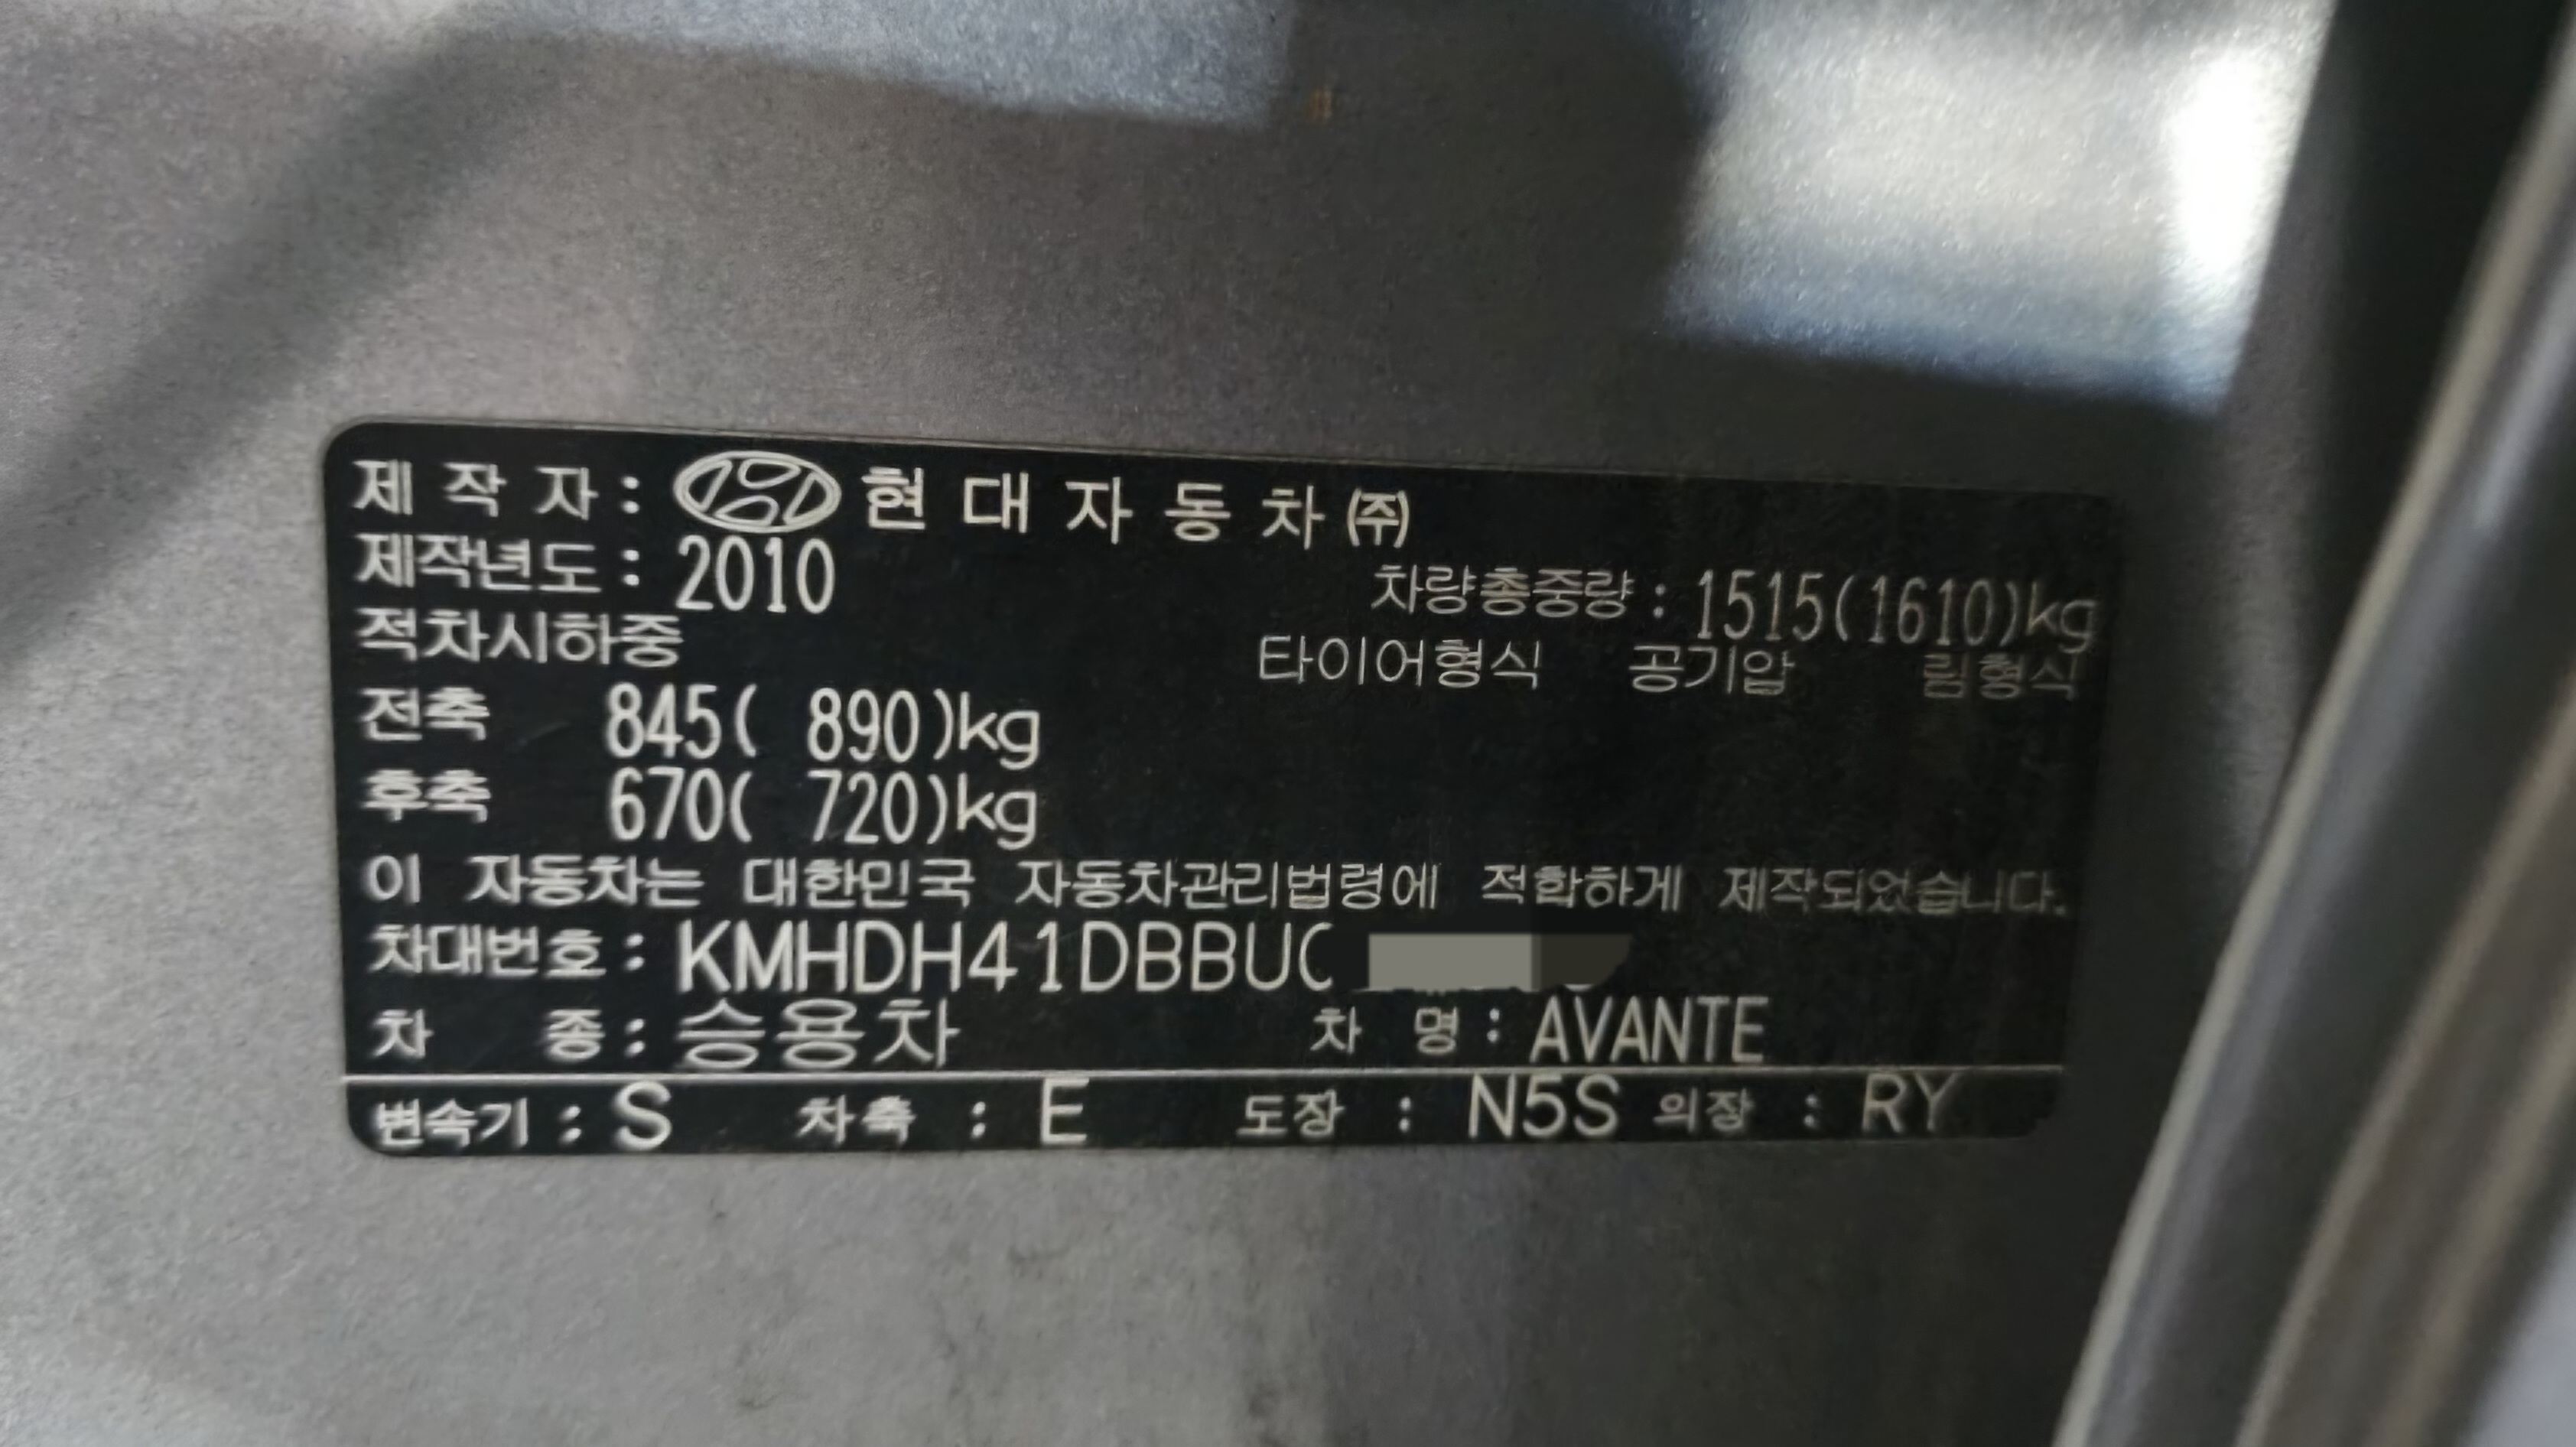 제 작 자 : 현 대 자 동 차 ㈜
제작년도 : 2010
차량총중량 : 1515(1610)kg
적차시하중
타이어형식 공기압 림형식
전축 845( 890)kg
후축 670( 720)kg
이 자동차는 대한민국 자동차관리법령에 적합하게 제작되었습니다.
차대번호 : KMHDH41DBBU
차 종 : 승용차 차 명 : AVANTE
변속기 : S 차축 : E 도장 : N5S 의장 : RY